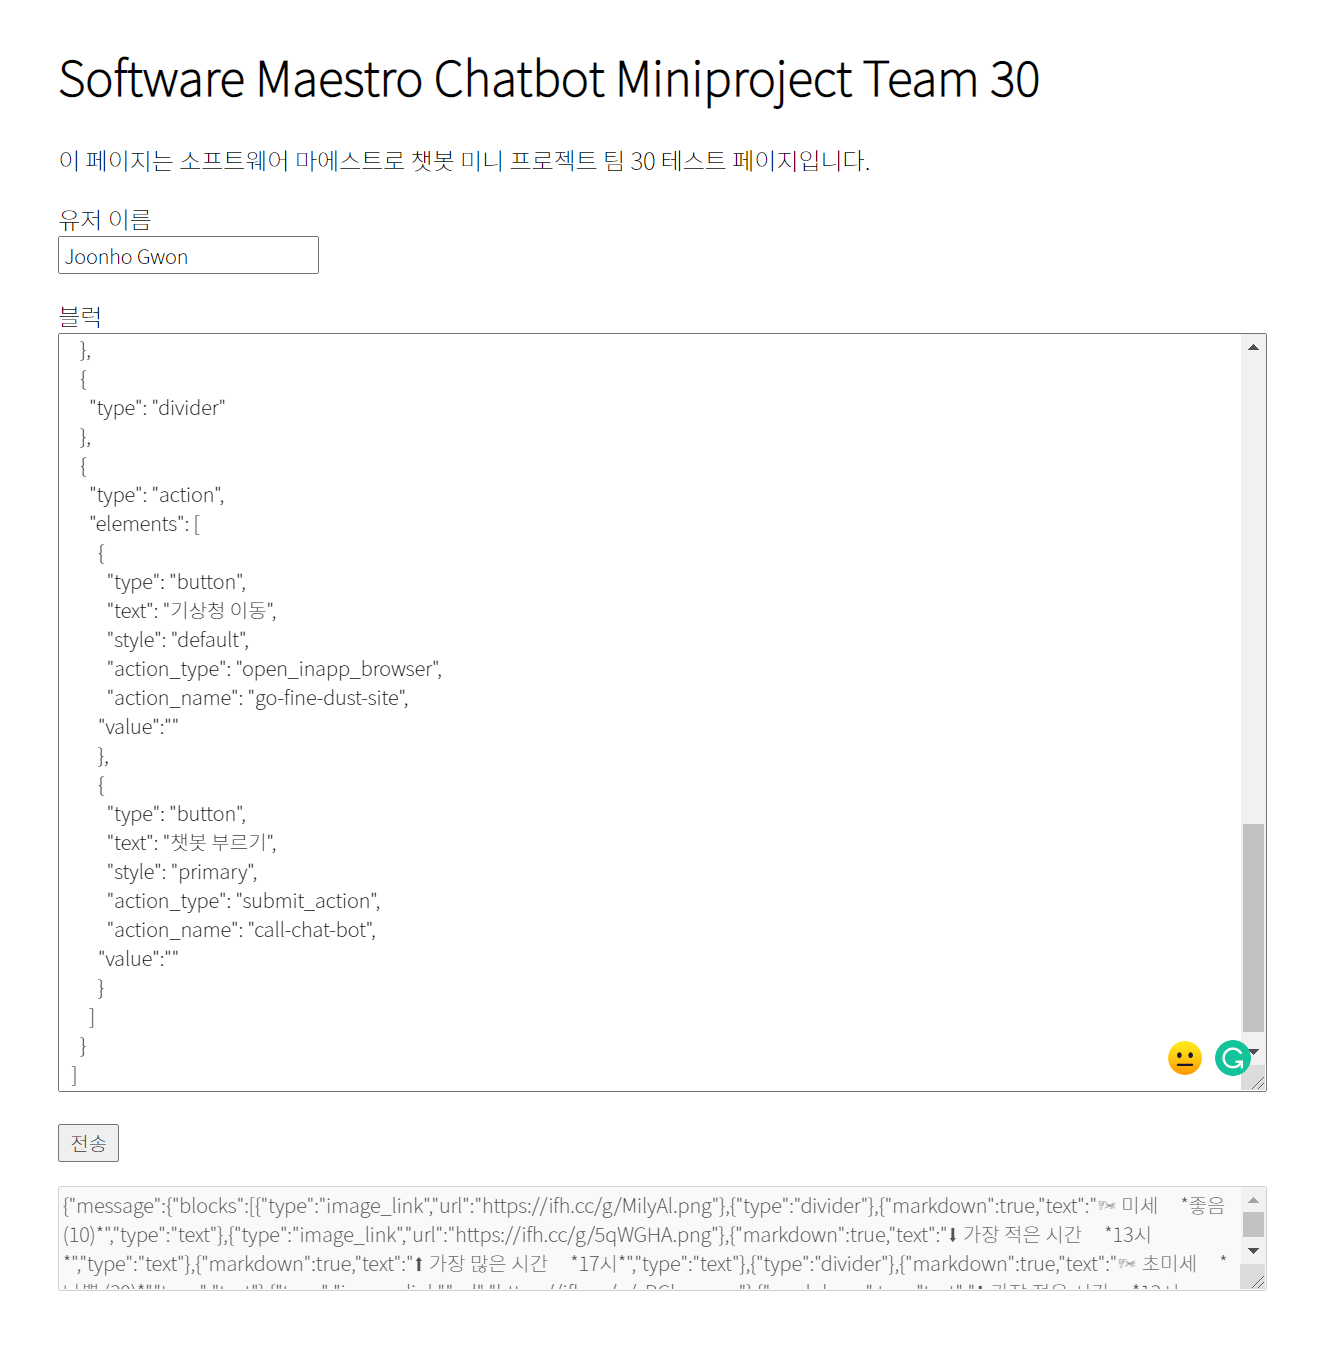 Software Maestro Chatbot Miniproject Team 30
이 페이지는 소프트웨어 마에스트로 챗봇 미니 프로젝트 팀 30 테스트 페이지입니다.
유저 이름
Joonho Gwon
블럭
},
{
"type": "divider"
},
{
"type": "action",
"elements": [
{
"type": "button",
"text": "기상청 이동",
"style": "default",
"action_type": "open_inapp_browser",
"action_name": "go-fine-dust-site",
"value":""
},
{
"type": "button",
"text": "챗봇 부르기",
"style": "primary",
"action_type": "submit_action",
"action_name": "call-chat-bot",
"value":""
}
]
}
]
전송
{"message":{"blocks":[{"type":"image_link","url":"https://ifh.cc/g/MilyAl.png"},{"type":"divider"},{"markdown":true,"text":"🌬 미세 *좋음
(10)*","type":"text"},{"type":"image_link","url":"https://ifh.cc/g/5qWGHA.png"},{"markdown":true,"text":"⬇ 가장 적은 시간 *13시
*","type":"text"},{"markdown":true,"text":"⬆ 가장 많은 시간 *17시*","type":"text"},{"type":"divider"},{"markdown":true,"text":"🌬 초미세 *